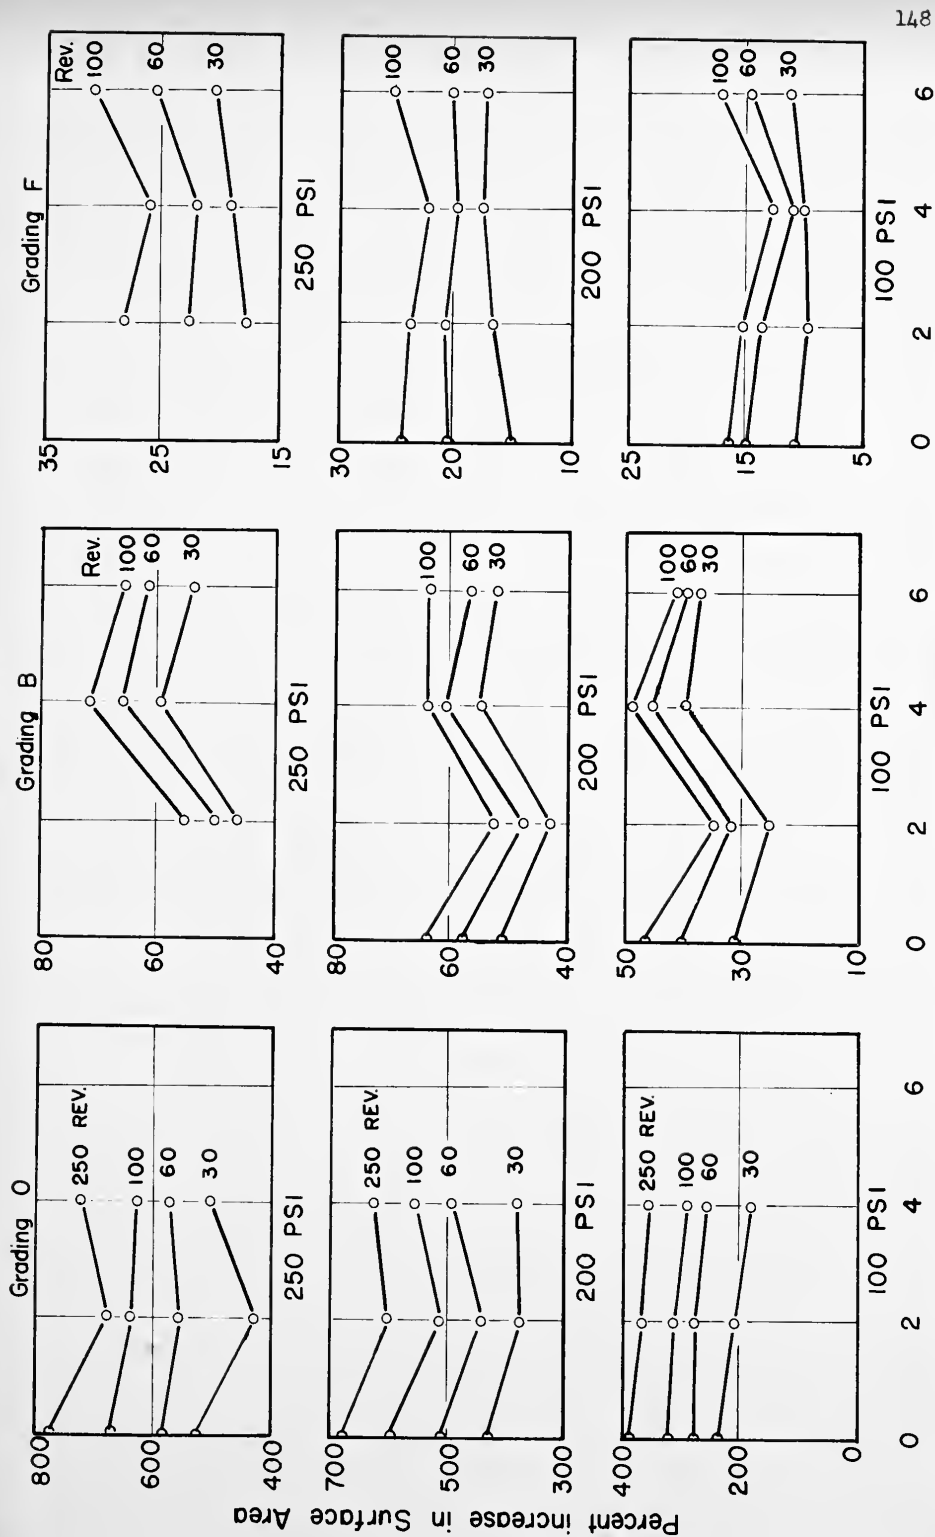 148
Grading O
800
600
400
250 REV.
100
60
30
250 PSI
700
500
300
250 REV.
100
60
30
200 PSI
400
200
0
250 REV.
100
60
30
100 PSI
0 2 4 6
Percent increase in Surface Area
Grading B
80
60
40
Rev.
100
60
30
250 PSI
80
60
40
100
60
30
200 PSI
50
30
10
100
60
30
100 PSI
0 2 4 6
Grading F
35
25
15
Rev.
100
60
30
250 PSI
30
20
10
100
60
30
200 PSI
25
15
5
100
60
30
100 PSI
0 2 4 6